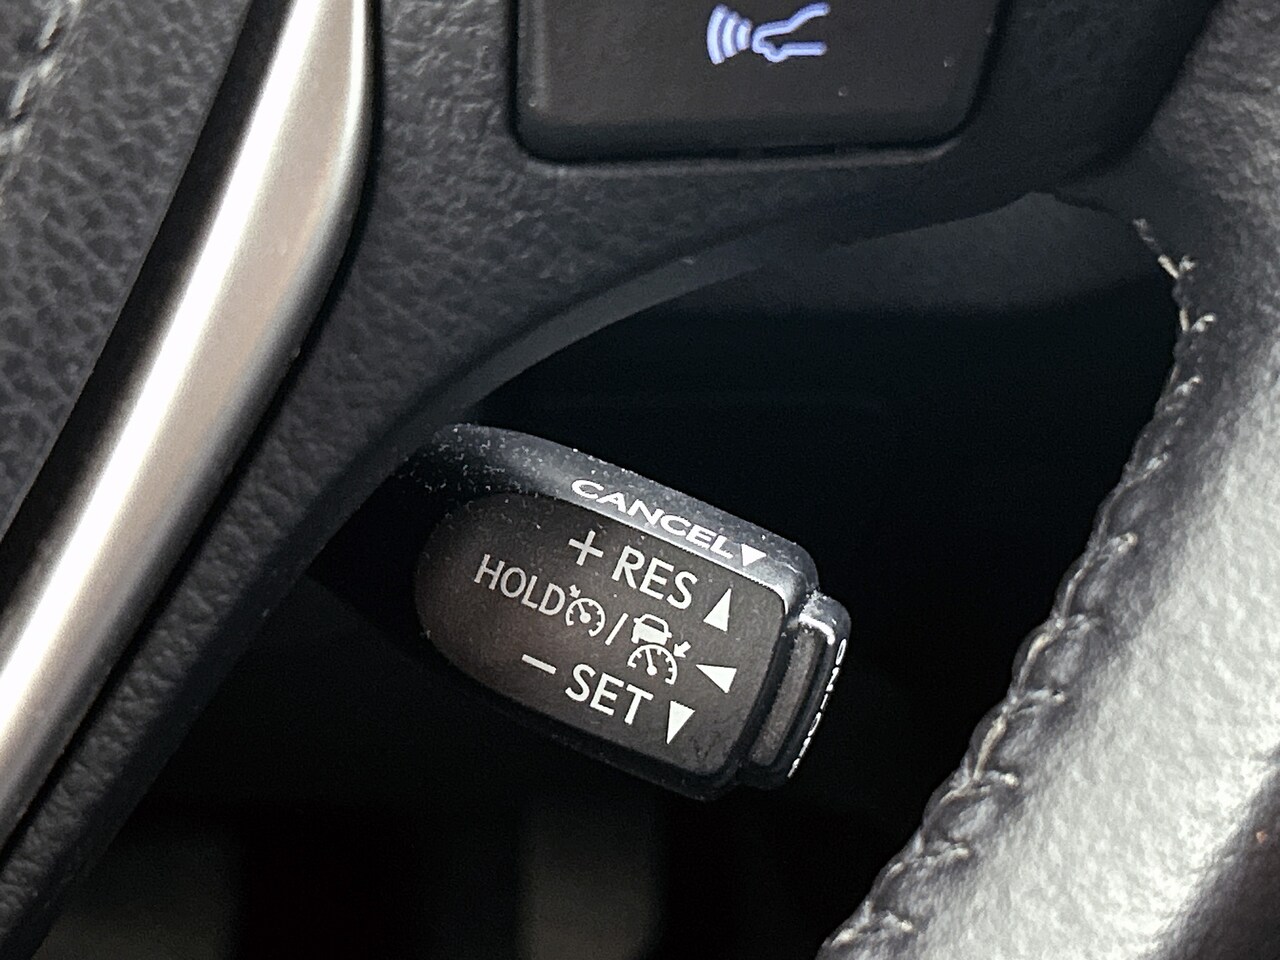 CANCEL▼
+ RES ▲
HOLD / ◀
− SET ▼